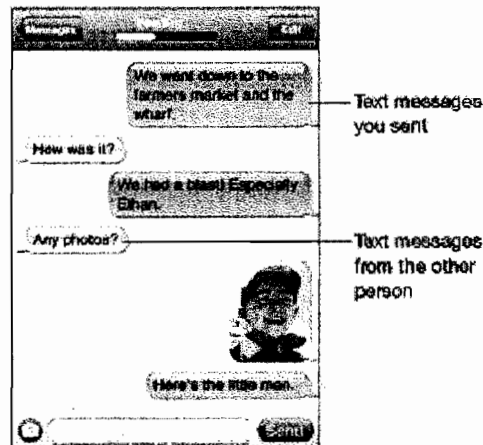 Messages
Edit
We went down to the
farmers market and the
wharf.
Text messages
you sent
How was it?
We had a blast! Especially
Ethan.
Any photos?
Text messages
from the other
person
Here's the little man.
Send